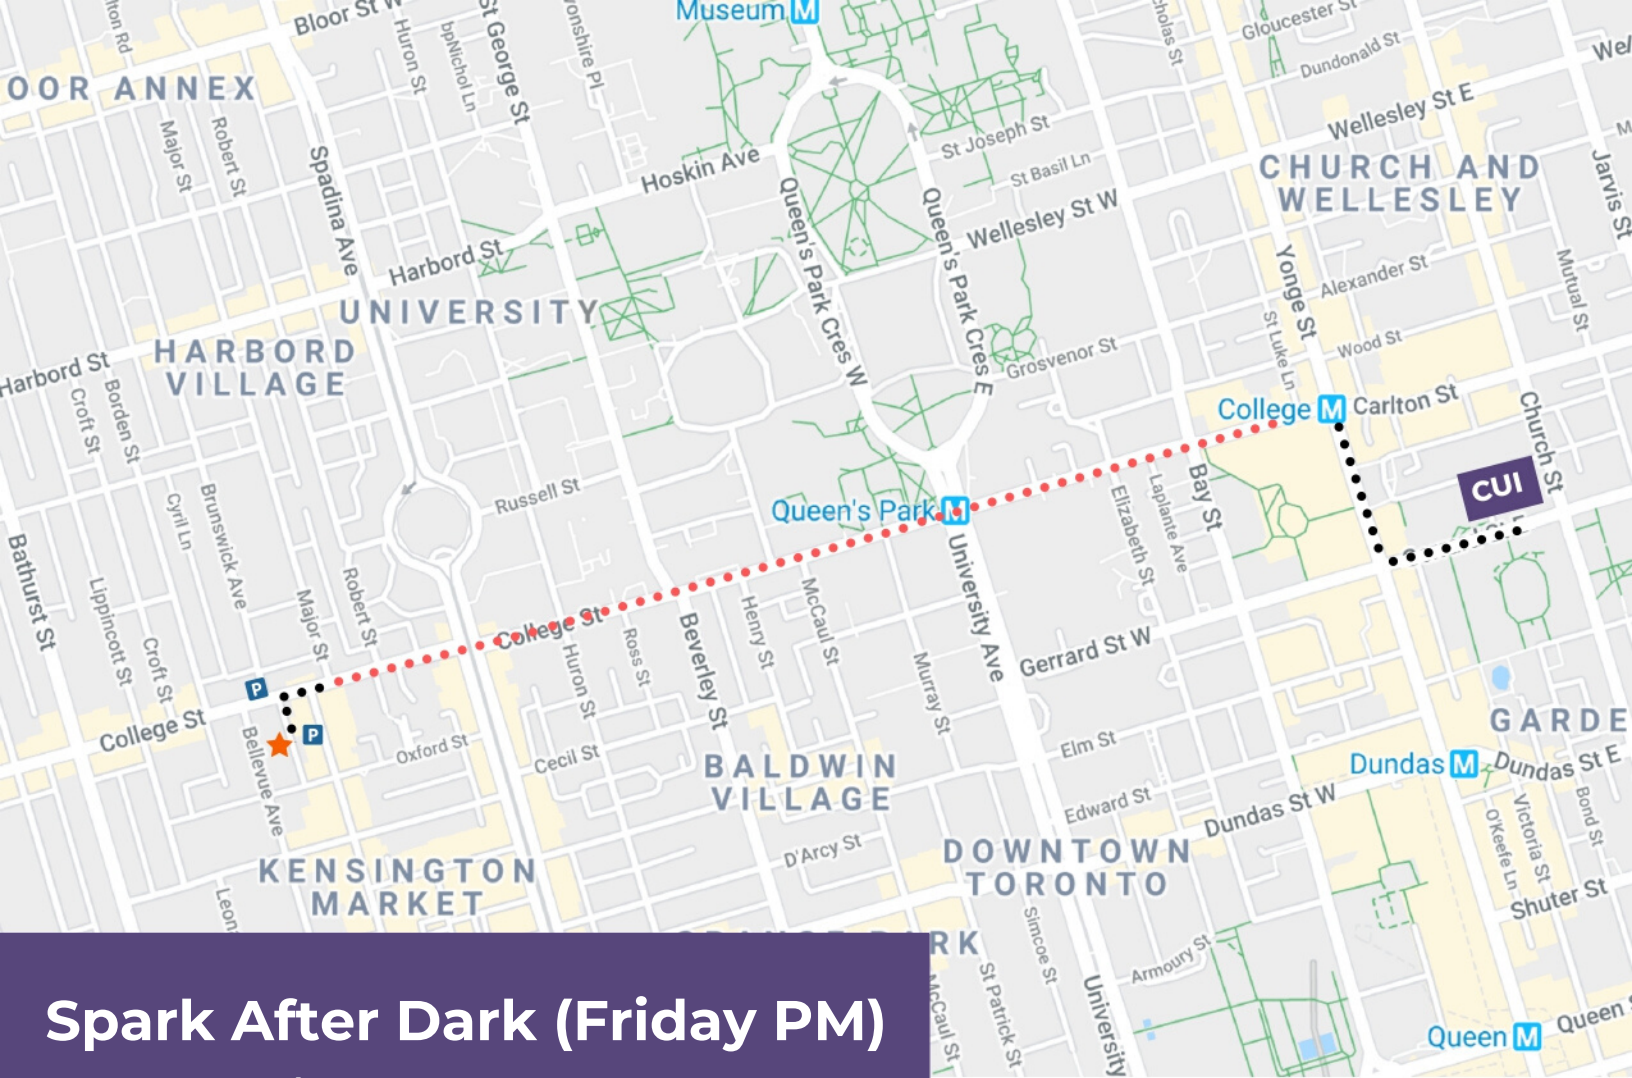 Bloor St W
Museum
M
Huron St
bpNichol Ln
St George St
Gloucester St
Dundonald St
OOR ANNEX
Major St
Robert St
Spadina Ave
Hoskin Ave
St Joseph St
St Basil Ln
Wellesley St E
CHURCH AND
WELLESLEY
Jarvis St
Queen's Park Cres W
Queen's Park Cres E
Wellesley St W
Harbord St
UNIVERSITY
Yonge St
Alexander St
Mutual St
HARBORD
VILLAGE
Harbord St
Croft St
Borden St
Grosvenor St
St Luke Ln
Wood St
College
M
Carlton St
Church St
CUI
Russell St
Queen's Park
M
Elizabeth St
Laplante Ave
Bay St
Cyril Ln
Brunswick Ave
Bathurst St
Lippincott St
Croft St
Major St
Robert St
College St
Ross St
Huron St
Beverley St
Henry St
McCaul St
Murray St
University Ave
Gerrard St W
P
P
College St
Bellevue Ave
Oxford St
Cecil St
BALDWIN
VILLAGE
Elm St
Edward St
Dundas St W
Dundas
M
Dundas St E
GARDE
O'Keefe Ln
Victoria St
Bond St
KENSINGTON
MARKET
D'Arcy St
DOWNTOWN
TORONTO
Shuter St
Simcoe St
Armoury St
St Patrick St
McCaul St
University
Queen
M
Queen
Spark After Dark (Friday PM)